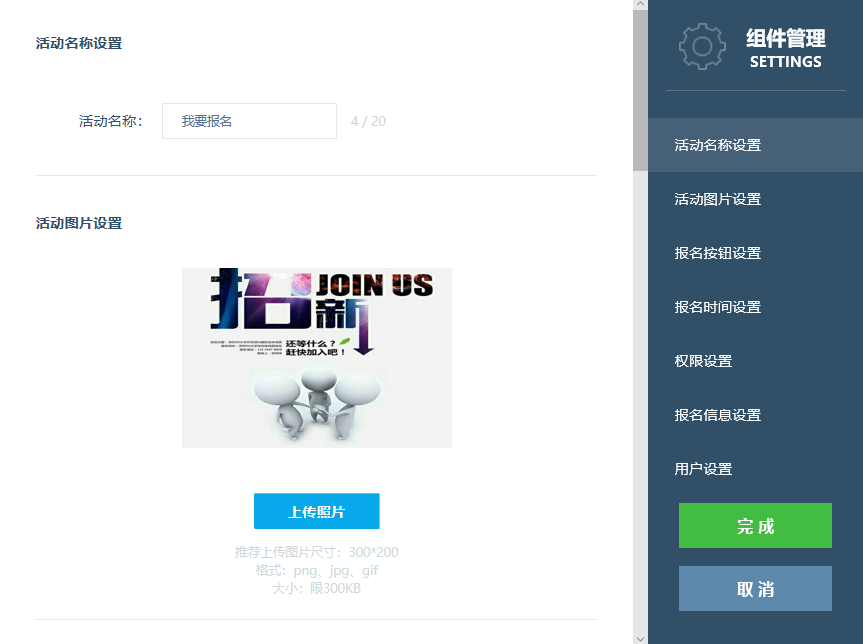 活动名称设置
活动名称：
我要报名
4 / 20
活动图片设置
招新
JOIN US
还等什么？
赶快加入吧！
上传照片
推荐上传图片尺寸：300*200
格式：png、jpg、gif
大小：限300KB
组件管理
SETTINGS
活动名称设置
活动图片设置
报名按钮设置
报名时间设置
权限设置
报名信息设置
用户设置
完 成
取 消